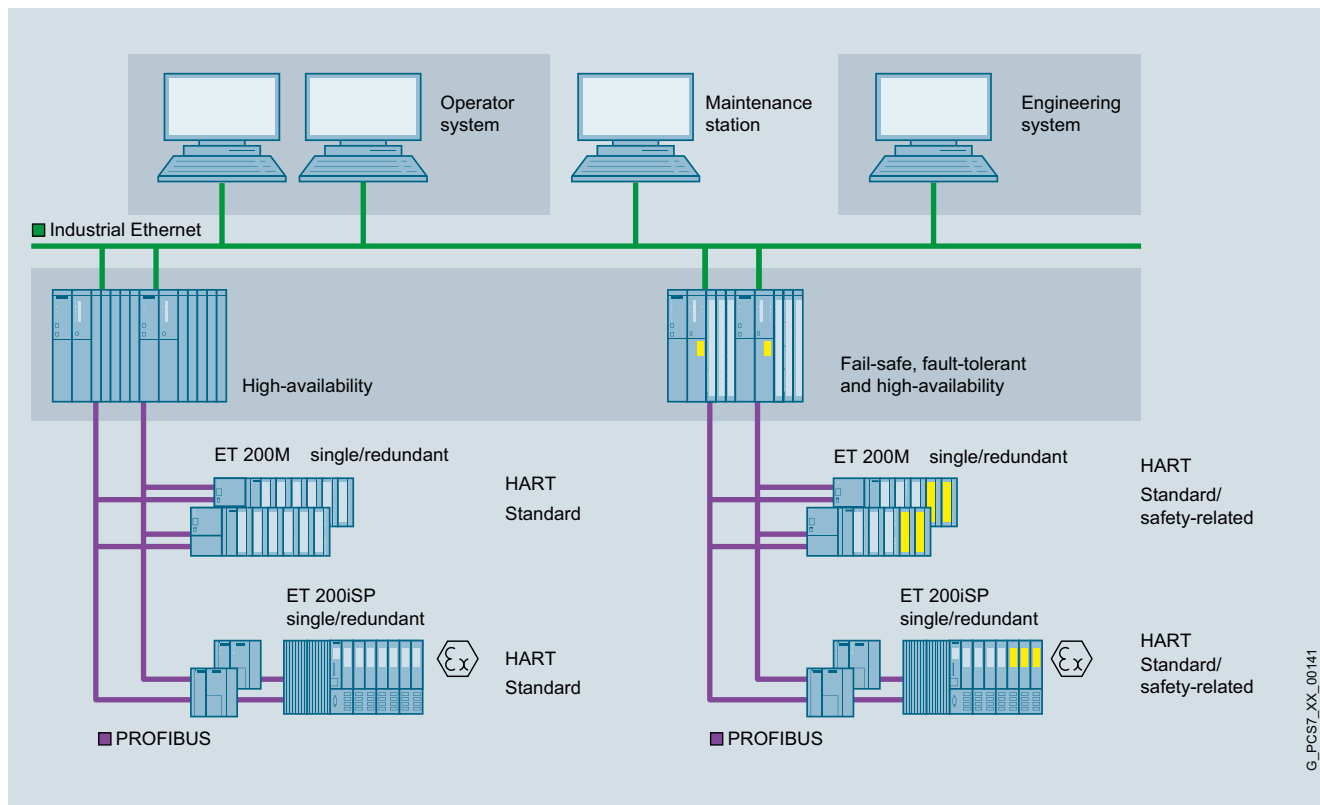 Operator
system
Maintenance
station
Engineering
system
Industrial Ethernet
High-availability
Fail-safe, fault-tolerant
and high-availability
ET 200M single/redundant
HART
Standard
ET 200iSP
single/redundant
Ex
HART
Standard
PROFIBUS
ET 200M single/redundant
HART
Standard/
safety-related
ET 200iSP
single/redundant
Ex
HART
Standard/
safety-related
PROFIBUS
G_PCS7_XX_00141